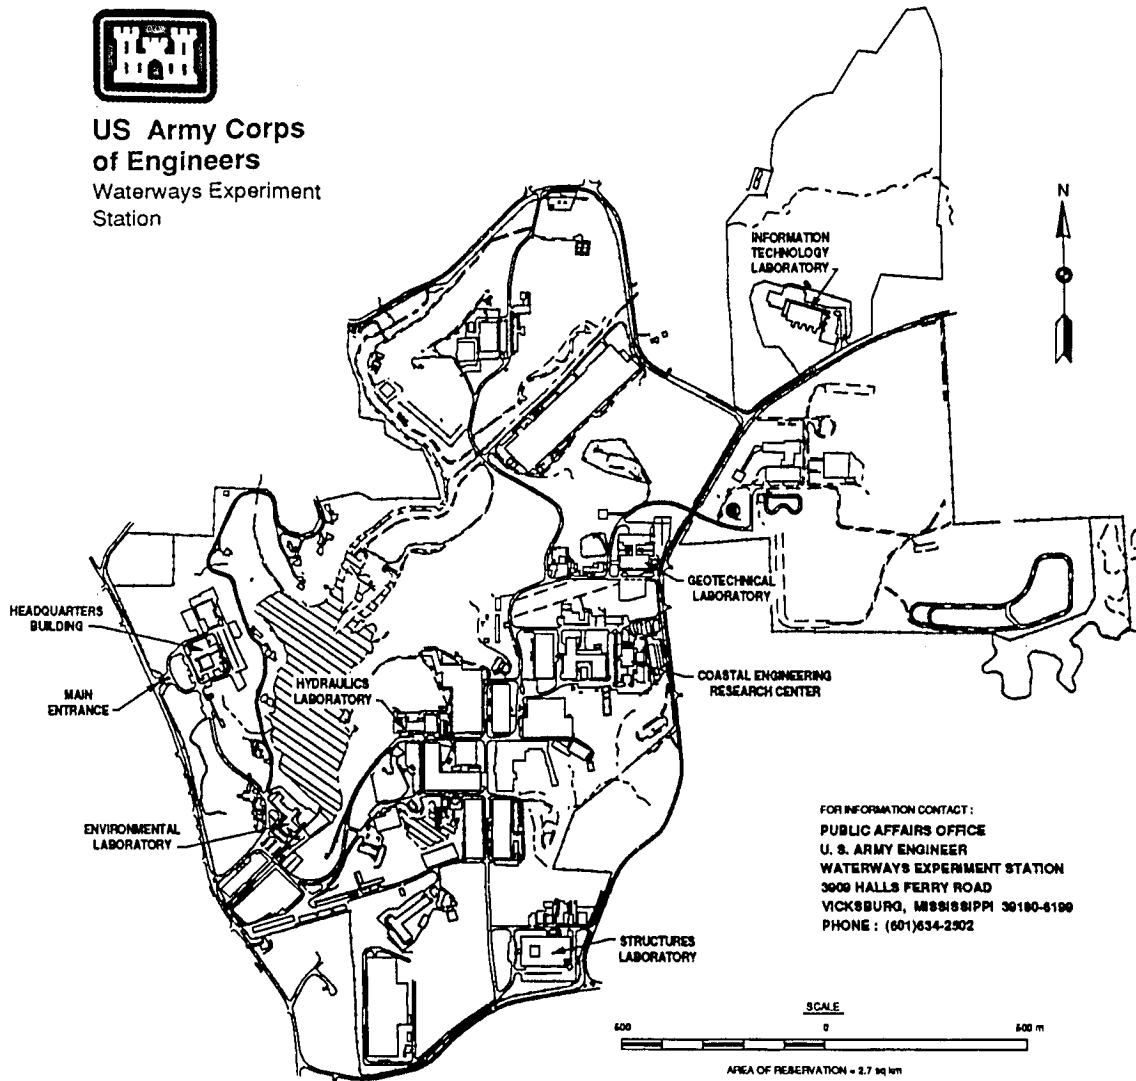 US Army Corps
of Engineers
Waterways Experiment
Station
N
INFORMATION
TECHNOLOGY
LABORATORY
GEOTECHNICAL
LABORATORY
HEADQUARTERS
BUILDING
MAIN
ENTRANCE
HYDRAULICS
LABORATORY
COASTAL ENGINEERING
RESEARCH CENTER
ENVIRONMENTAL
LABORATORY
STRUCTURES
LABORATORY
FOR INFORMATION CONTACT :
PUBLIC AFFAIRS OFFICE
U. S. ARMY ENGINEER
WATERWAYS EXPERIMENT STATION
3909 HALLS FERRY ROAD
VICKSBURG, MISSISSIPPI 39180-6199
PHONE : (601)634-2502
SCALE
500 0 500 m
AREA OF RESERVATION = 2.7 sq km